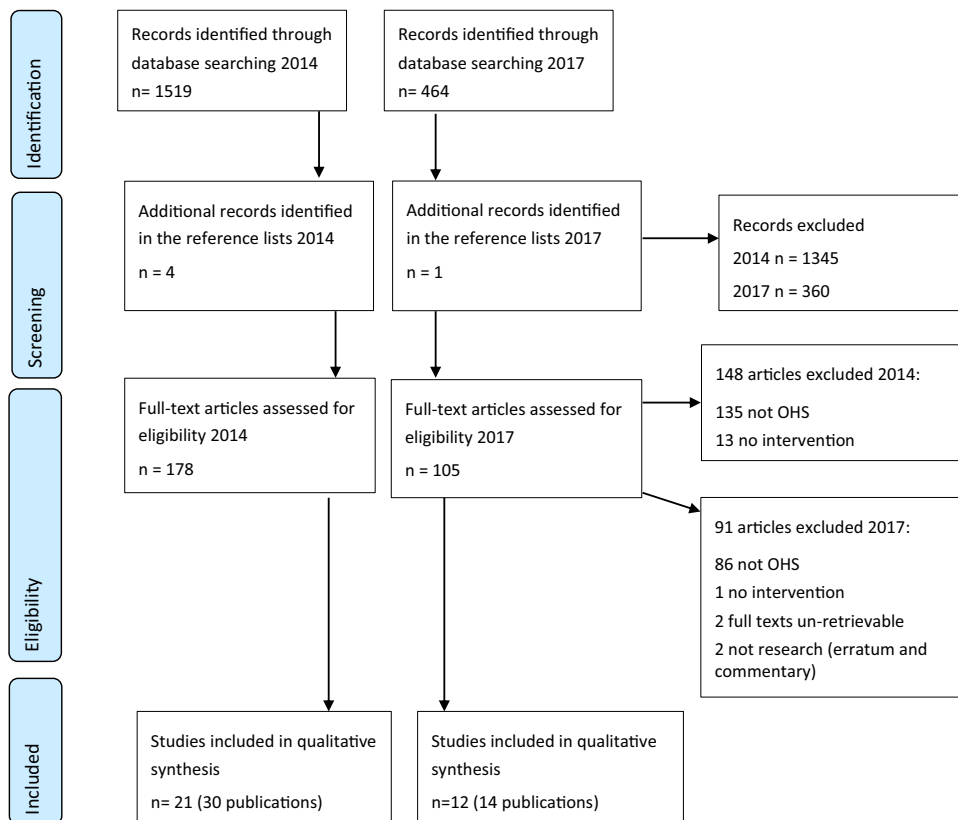 Identification
Records identified through
database searching 2014
n= 1519
Records identified through
database searching 2017
n= 464
Screening
Additional records identified
in the reference lists 2014
n = 4
Additional records identified
in the reference lists 2017
n = 1
Records excluded
2014 n = 1345
2017 n = 360
Eligibility
Full-text articles assessed for
eligibility 2014
n = 178
Full-text articles assessed for
eligibility 2017
n = 105
148 articles excluded 2014:
135 not OHS
13 no intervention
91 articles excluded 2017:
86 not OHS
1 no intervention
2 full texts un-retrievable
2 not research (erratum and
commentary)
Included
Studies included in qualitative
synthesis
n= 21 (30 publications)
Studies included in qualitative
synthesis
n=12 (14 publications)